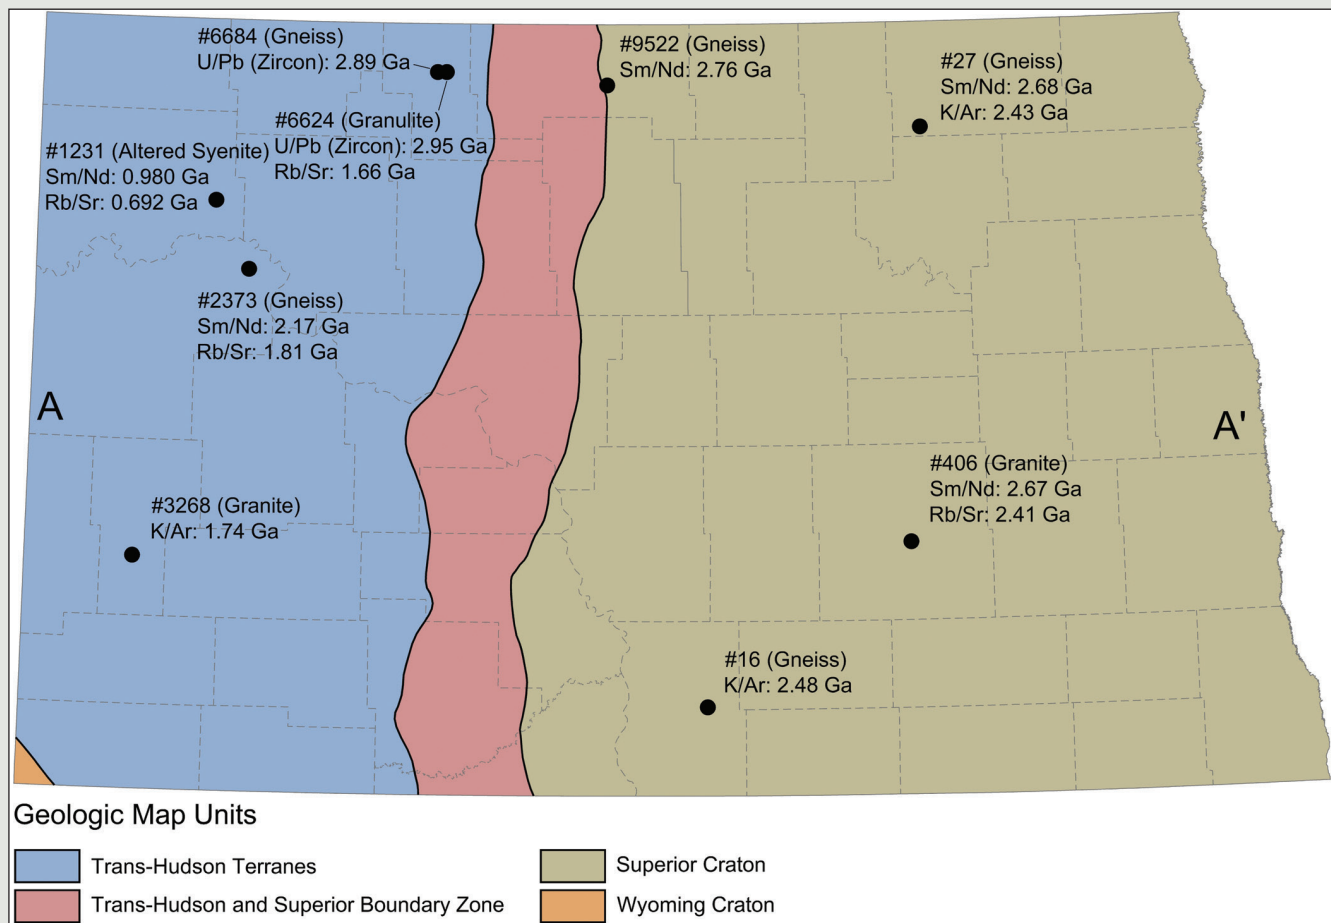 #6684 (Gneiss)
U/Pb (Zircon): 2.89 Ga
#9522 (Gneiss)
Sm/Nd: 2.76 Ga
#27 (Gneiss)
Sm/Nd: 2.68 Ga
K/Ar: 2.43 Ga
#6624 (Granulite)
U/Pb (Zircon): 2.95 Ga
Rb/Sr: 1.66 Ga
#1231 (Altered Syenite)
Sm/Nd: 0.980 Ga
Rb/Sr: 0.692 Ga
#2373 (Gneiss)
Sm/Nd: 2.17 Ga
Rb/Sr: 1.81 Ga
A
A'
#406 (Granite)
Sm/Nd: 2.67 Ga
Rb/Sr: 2.41 Ga
#3268 (Granite)
K/Ar: 1.74 Ga
#16 (Gneiss)
K/Ar: 2.48 Ga
Geologic Map Units
Trans-Hudson Terranes
Superior Craton
Trans-Hudson and Superior Boundary Zone
Wyoming Craton